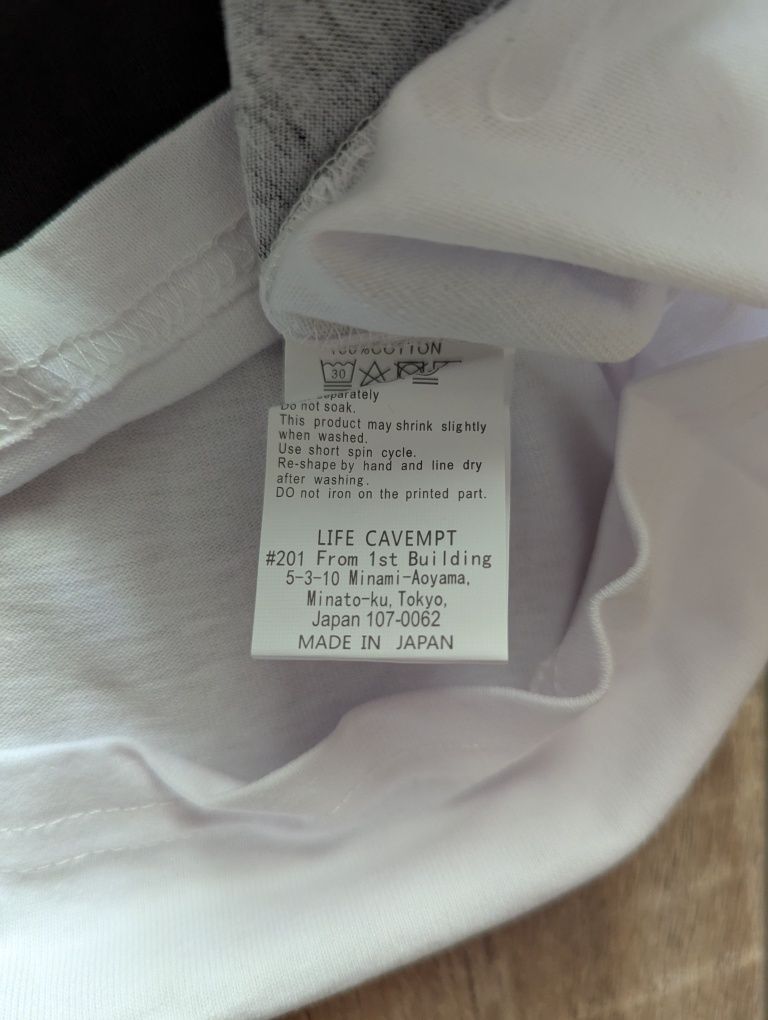 100%COTTON
30
separately
Do not soak.
This product may shrink slightly
when washed.
Use short spin cycle.
Re-shape by hand and line dry
after washing.
DO not iron on the printed part.
LIFE CAVEMPT
#201 From 1st Building
5-3-10 Minami-Aoyama,
Minato-ku, Tokyo,
Japan 107-0062
MADE IN JAPAN